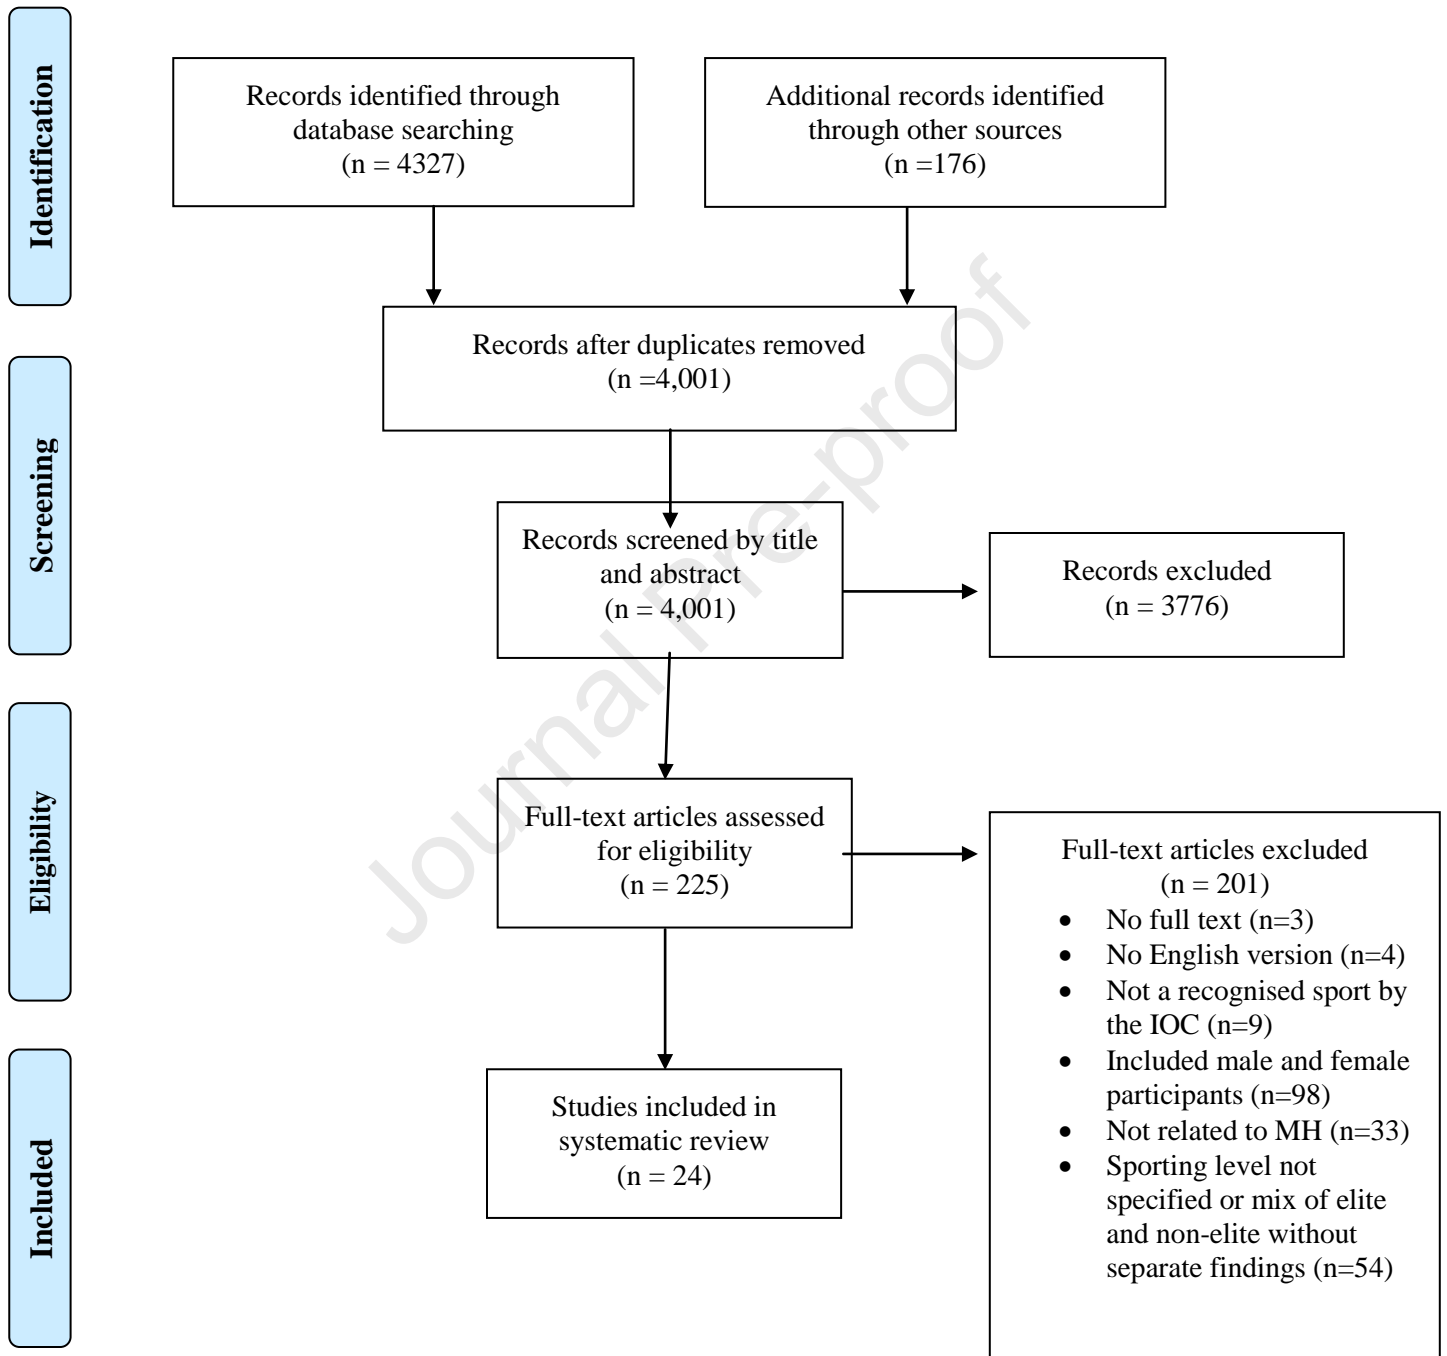 Identification
Records identified through
database searching
(n = 4327)
Additional records identified
through other sources
(n =176)
Records after duplicates removed
(n =4,001)
Screening
Records screened by title
and abstract
(n = 4,001)
Records excluded
(n = 3776)
Eligibility
Full-text articles assessed
for eligibility
(n = 225)
Full-text articles excluded
(n = 201)
• No full text (n=3)
• No English version (n=4)
• Not a recognised sport by
the IOC (n=9)
• Included male and female
participants (n=98)
• Not related to MH (n=33)
• Sporting level not
specified or mix of elite
and non-elite without
separate findings (n=54)
Included
Studies included in
systematic review
(n = 24)
Journal Pre-proof